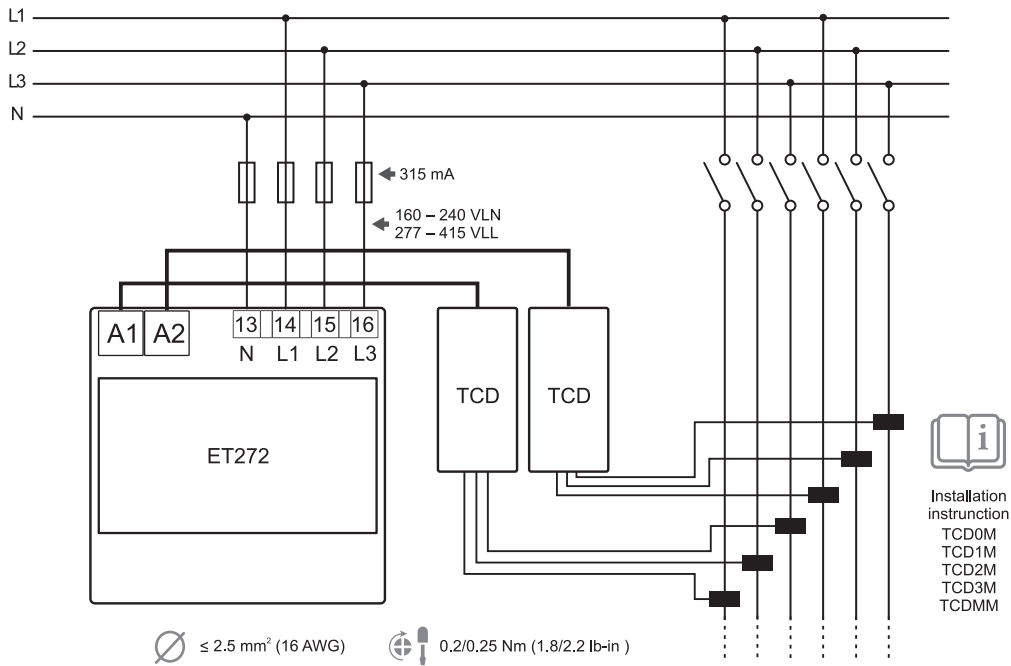 L1
L2
L3
N
315 mA
160 – 240 VLN
277 – 415 VLL
A1 A2 13 14 15 16
N L1 L2 L3
TCD TCD
ET272
i
Installation
instrunction
TCD0M
TCD1M
TCD2M
TCD3M
TCDMM
≤ 2.5 mm² (16 AWG) 0.2/0.25 Nm (1.8/2.2 lb-in )